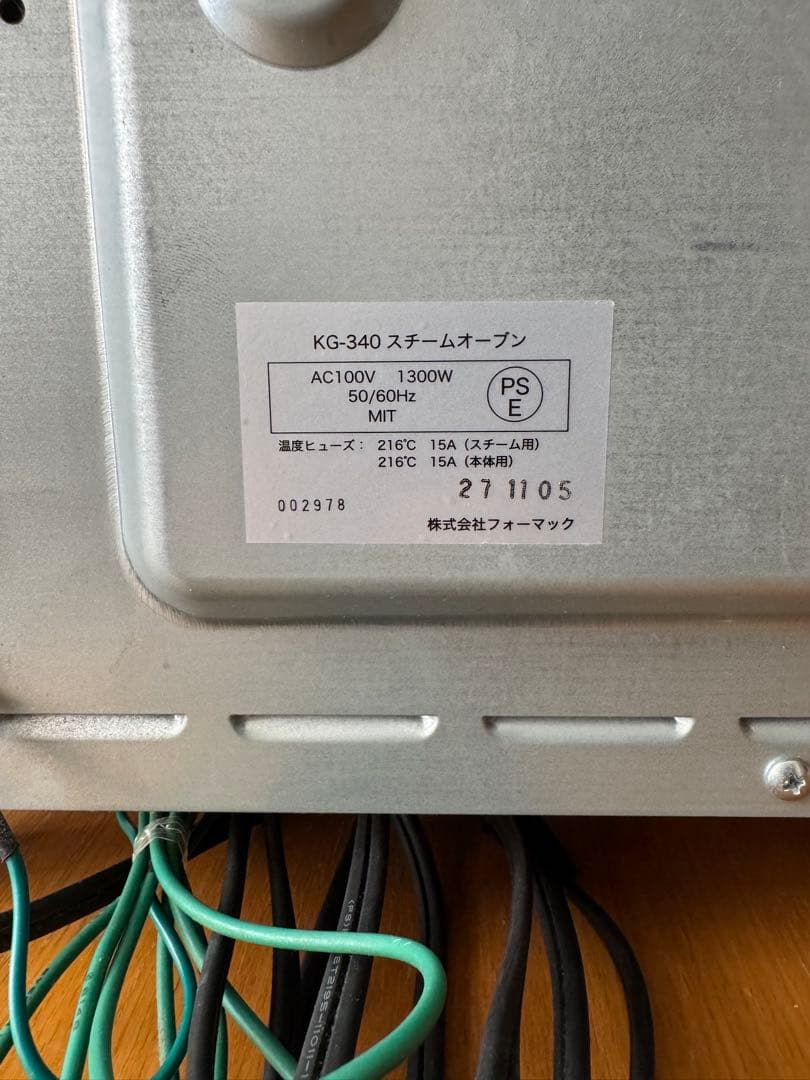 KG-340 スチームオーブン
AC100V 1300W
50/60Hz
MIT
PS
E
温度ヒューズ： 216℃ 15A（スチーム用）
216℃ 15A（本体用）
27 11 05
002978
株式会社フォーマック